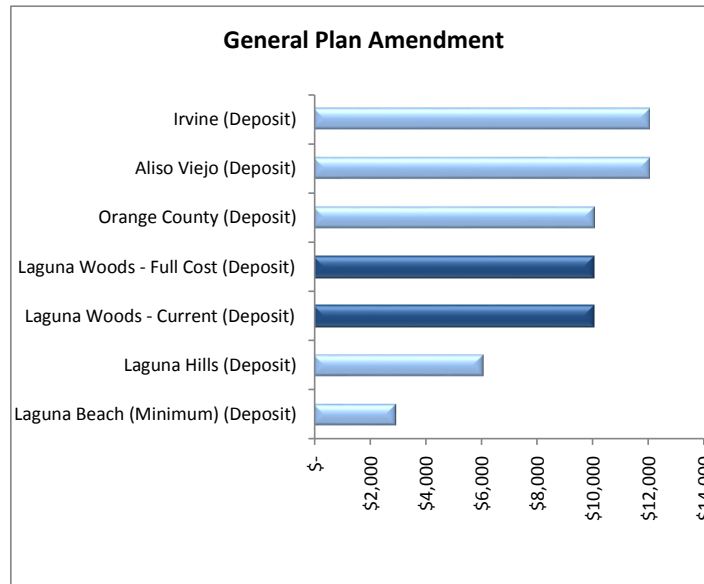 General Plan Amendment
Irvine (Deposit)
Aliso Viejo (Deposit)
Orange County (Deposit)
Laguna Woods - Full Cost (Deposit)
Laguna Woods - Current (Deposit)
Laguna Hills (Deposit)
Laguna Beach (Minimum) (Deposit)
$-
$2,000
$4,000
$6,000
$8,000
$10,000
$12,000
$14,000